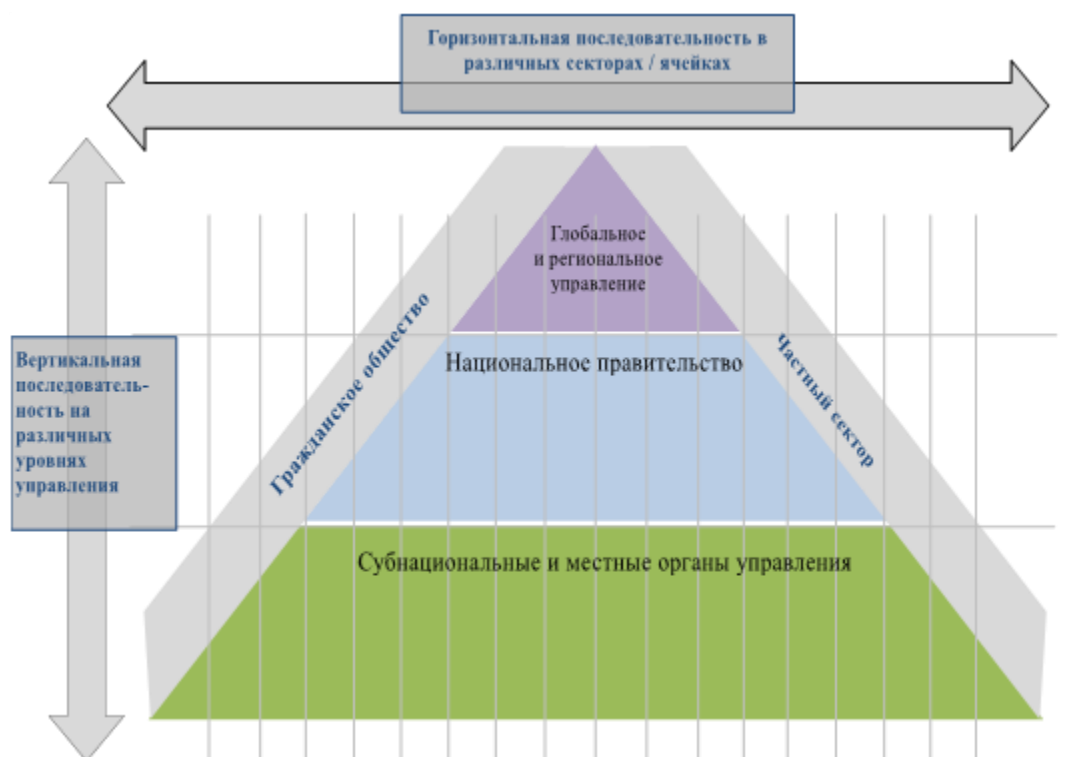 Горизонтальная последовательность в
различных секторах / ячейках
Глобальное
и региональное
управление
Гражданское общество
Частный сектор
Национальное правительство
Вертикальная
последователь-
ность на
различных
уровнях
управления
Субнациональные и местные органы управления